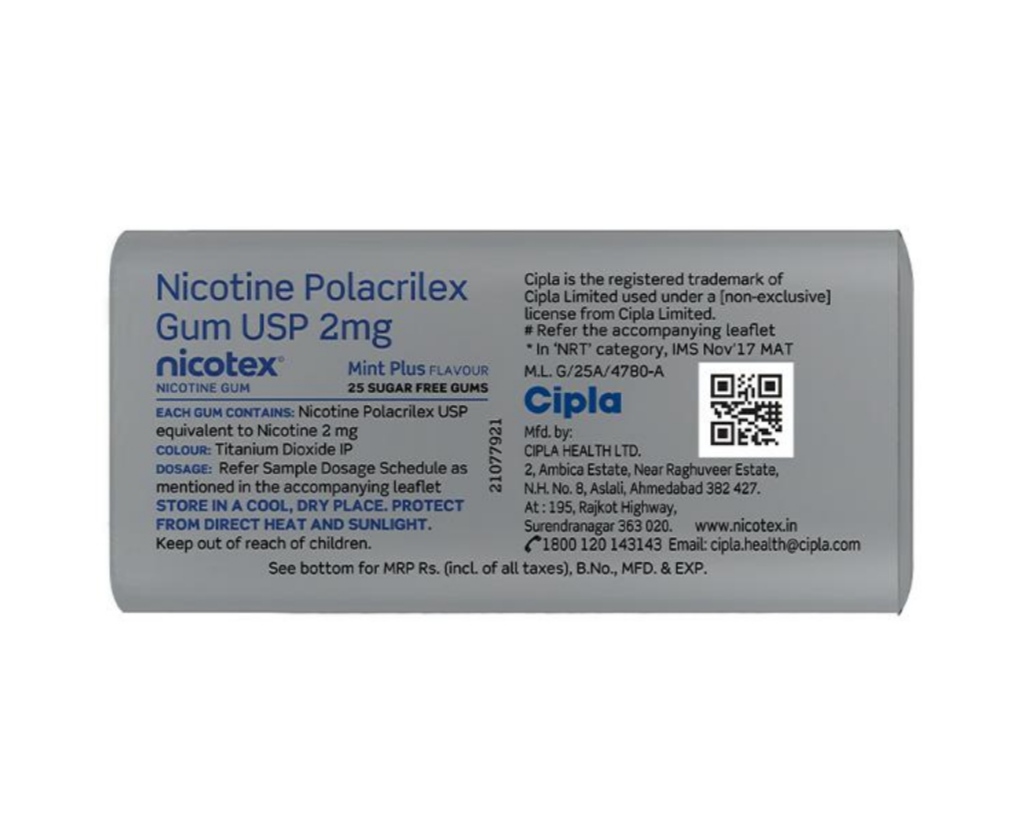 Nicotine Polacrilex
Gum USP 2mg
nicotex®
NICOTINE GUM
Mint Plus FLAVOUR
25 SUGAR FREE GUMS
EACH GUM CONTAINS: Nicotine Polacrilex USP
equivalent to Nicotine 2 mg
COLOUR: Titanium Dioxide IP
DOSAGE: Refer Sample Dosage Schedule as
mentioned in the accompanying leaflet
STORE IN A COOL, DRY PLACE. PROTECT
FROM DIRECT HEAT AND SUNLIGHT.
Keep out of reach of children.
21077921
Cipla is the registered trademark of
Cipla Limited used under a [non-exclusive]
license from Cipla Limited.
# Refer the accompanying leaflet
* In 'NRT' category, IMS Nov'17 MAT
M.L. G/25A/4780-A
Cipla
Mfd. by:
CIPLA HEALTH LTD.
2, Ambica Estate, Near Raghuveer Estate,
N.H. No. 8, Aslali, Ahmedabad 382 427.
At : 195, Rajkot Highway,
Surendranagar 363 020. www.nicotex.in
1800 120 143143 Email: cipla.health@cipla.com
See bottom for MRP Rs. (incl. of all taxes), B.No., MFD. & EXP.